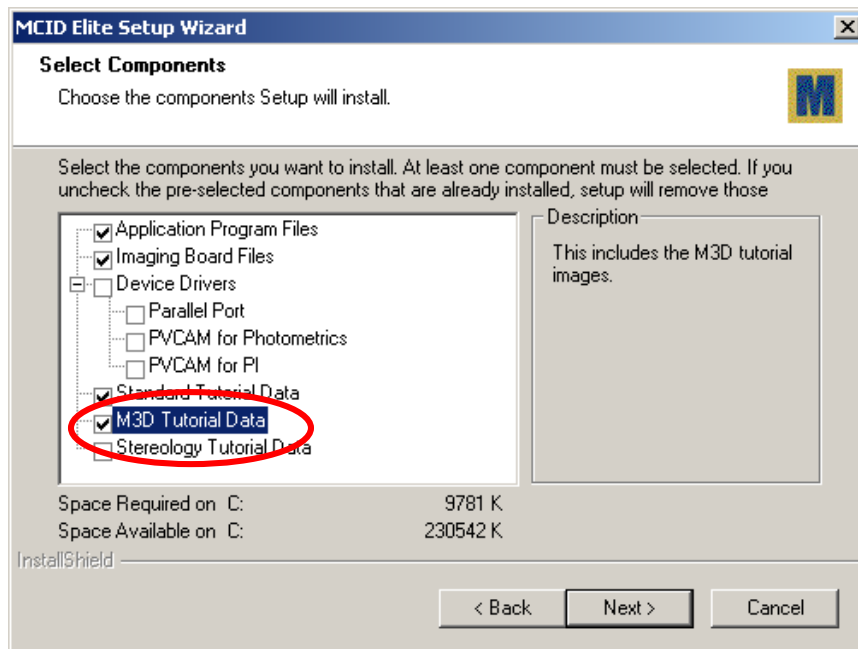 MCID Elite Setup Wizard
Select Components
Choose the components Setup will install.
M
Select the components you want to install. At least one component must be selected. If you
uncheck the pre-selected components that are already installed, setup will remove those
Application Program Files
Imaging Board Files
Device Drivers
Parallel Port
PVCAM for Photometrics
PVCAM for PI
Standard Tutorial Data
M3D Tutorial Data
Stereology Tutorial Data
Description
This includes the M3D tutorial
images.
Space Required on C: 9781 K
Space Available on C: 230542 K
InstallShield
< Back Next > Cancel